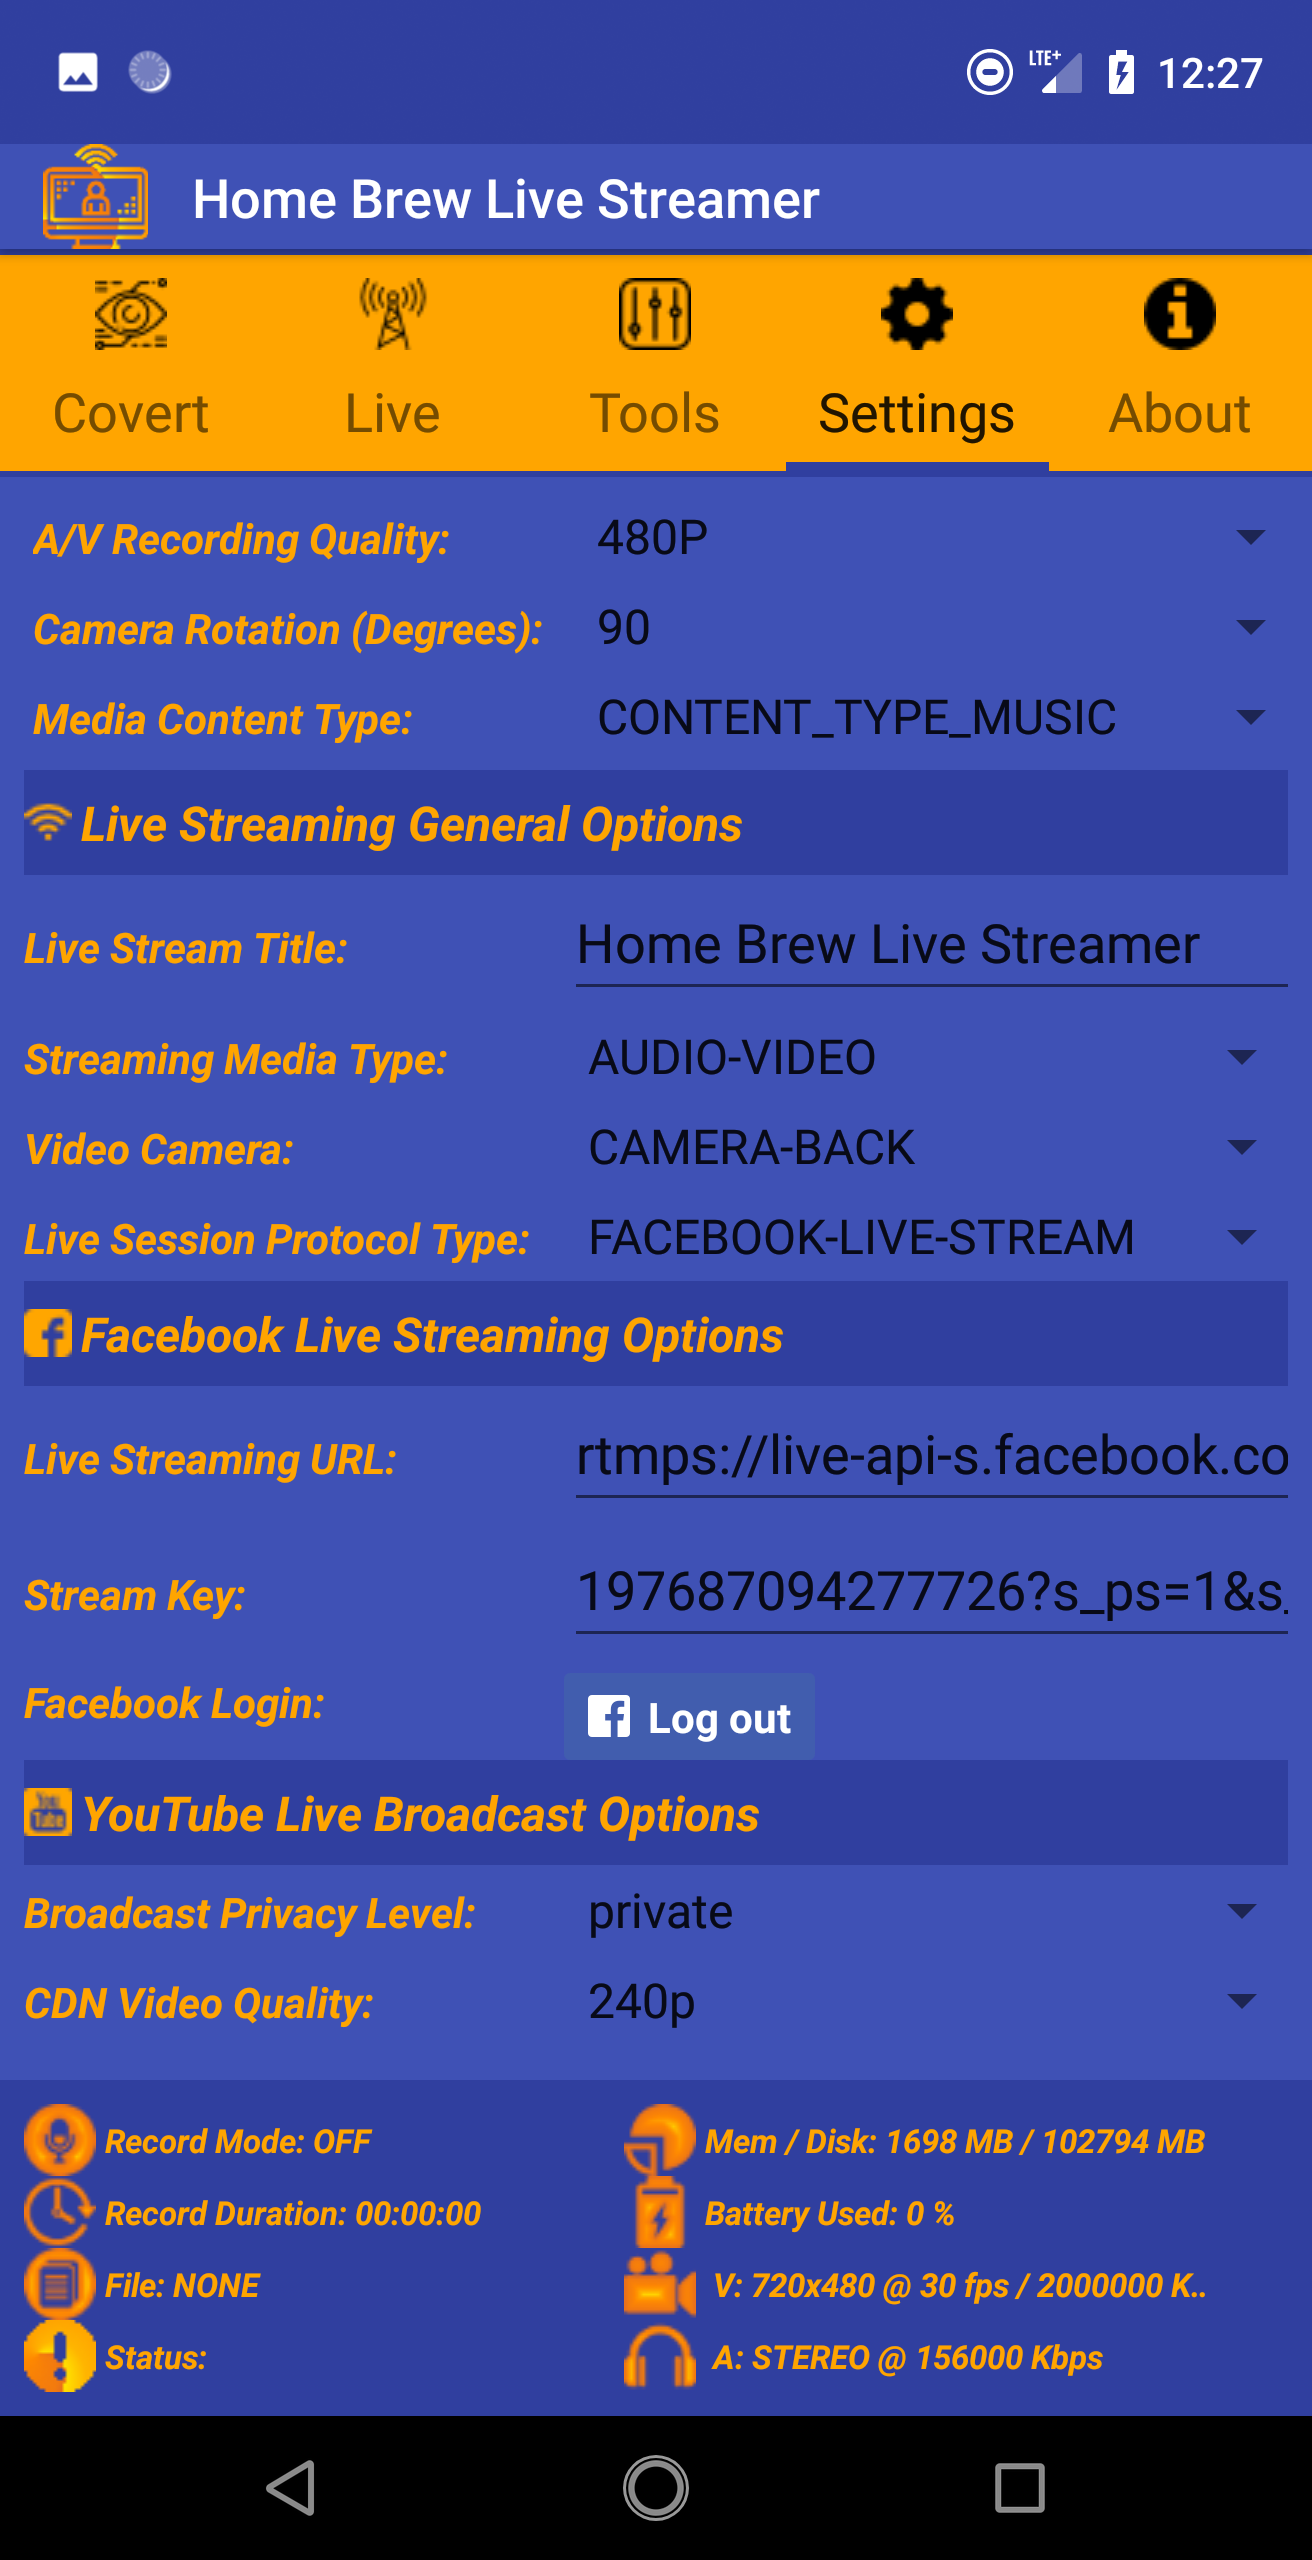 LTE+ 12:27
Home Brew Live Streamer
Covert Live Tools Settings About
A/V Recording Quality: 480P
Camera Rotation (Degrees): 90
Media Content Type: CONTENT_TYPE_MUSIC
Live Streaming General Options
Live Stream Title: Home Brew Live Streamer
Streaming Media Type: AUDIO-VIDEO
Video Camera: CAMERA-BACK
Live Session Protocol Type: FACEBOOK-LIVE-STREAM
Facebook Live Streaming Options
Live Streaming URL: rtmps://live-api-s.facebook.co
Stream Key: 197687094277726?s_ps=1&s_
Facebook Login: Log out
You Tube YouTube Live Broadcast Options
Broadcast Privacy Level: private
CDN Video Quality: 240p
Record Mode: OFF Mem / Disk: 1698 MB / 102794 MB
Record Duration: 00:00:00 Battery Used: 0 %
File: NONE V: 720x480 @ 30 fps / 2000000 K..
Status: A: STEREO @ 156000 Kbps